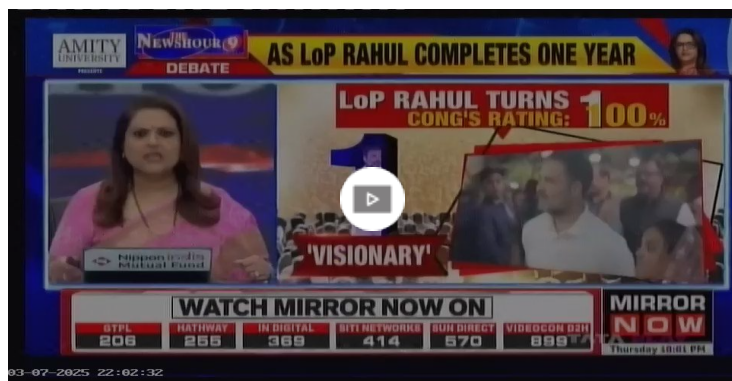 AMITY
UNIVERSITY
PRESENTS
THE
NEWSHOUR 9
DEBATE
AS LoP RAHUL COMPLETES ONE YEAR
LoP RAHUL TURNS 1
CONG'S RATING: 100%
1
'VISIONARY'
Nippon india
Mutual Fund
WATCH MIRROR NOW ON
GTPL
206
HATHWAY
255
IN DIGITAL
369
SITI NETWORKS
414
SUN DIRECT
570
VIDEOCON D2H
899
TATA PLAY
MIRROR
NOW
Thursday 10:01 PM
03-07-2025 22:02:32